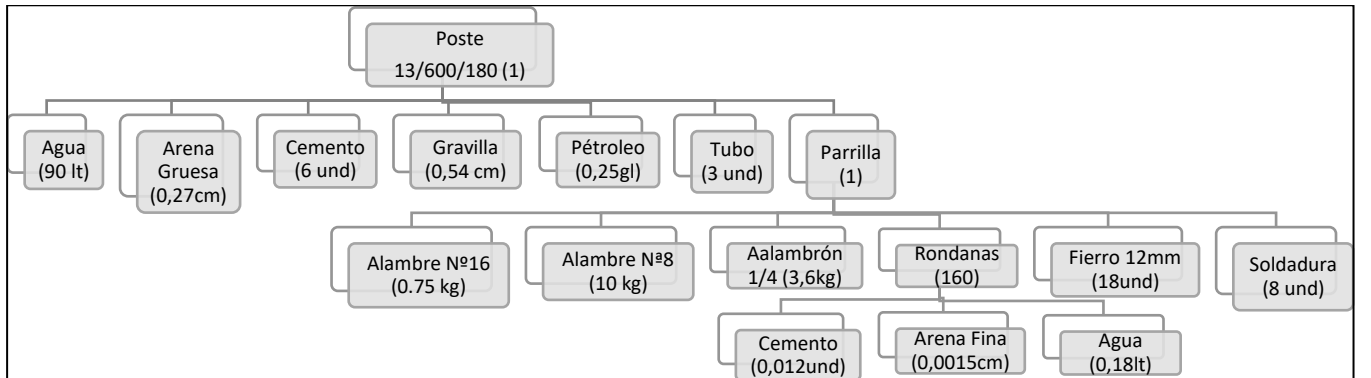 Poste
13/600/180 (1)
Agua
(90 lt)
Arena
Gruesa
(0,27cm)
Cemento
(6 und)
Gravilla
(0,54 cm)
Pétroleo
(0,25gl)
Tubo
(3 und)
Parrilla
(1)
Alambre Nº16
(0.75 kg)
Alambre Nª8
(10 kg)
Aalambrón
1/4 (3,6kg)
Rondanas
(160)
Fierro 12mm
(18und)
Soldadura
(8 und)
Cemento
(0,012und)
Arena Fina
(0,0015cm)
Agua
(0,18lt)